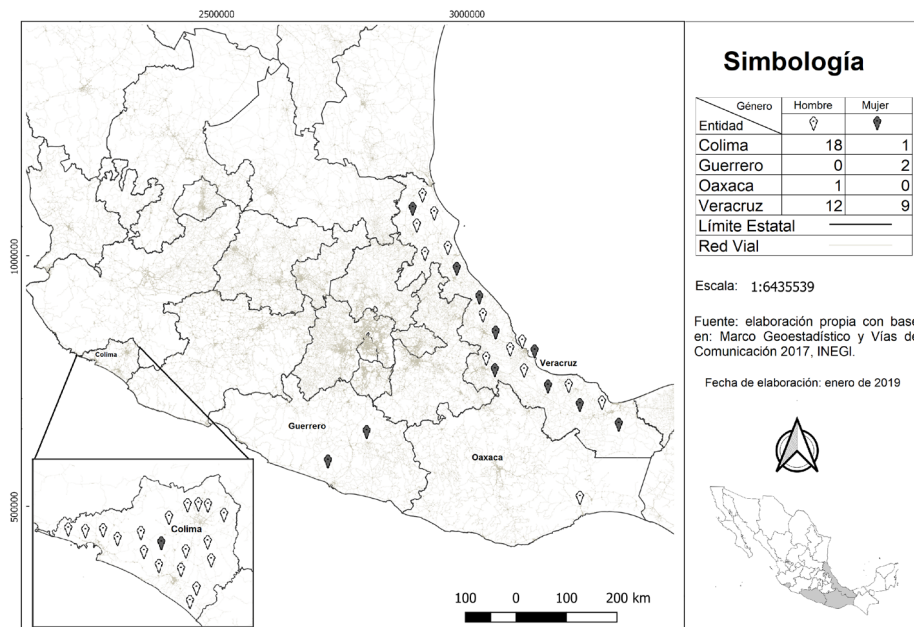 2500000
3000000
1000000
500000
Colima
Guerrero
Oaxaca
Veracruz
Colima
100 0 100 200 km
Simbología
Género Hombre Mujer
Entidad
Colima 18 1
Guerrero 0 2
Oaxaca 1 0
Veracruz 12 9
Límite Estatal
Red Vial
Escala: 1:6435539
Fuente: elaboración propia con base
en: Marco Geoestadístico y Vías de
Comunicación 2017, INEGI.
Fecha de elaboración: enero de 2019